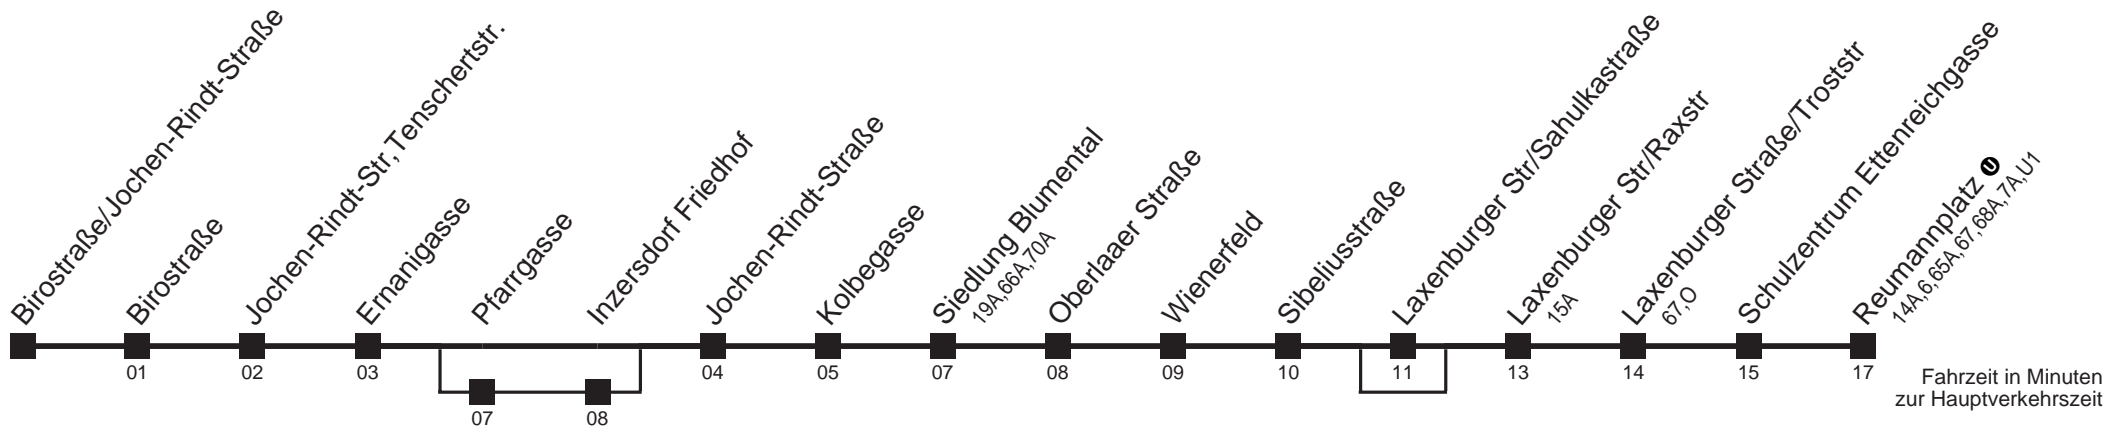 Birostraße/Jochen-Rindt-Straße
Birostraße
Jochen-Rindt-Str,Tenschertstr.
Ernanigasse
Pfarrgasse
Inzersdorf Friedhof
Jochen-Rindt-Straße
Kolbegasse
Siedlung Blumental
19A,66A,70A
Oberlaaer Straße
Wienerfeld
Sibeliusstraße
Laxenburger Str/Sahulkastraße
Laxenburger Str/Raxstr
15A
Laxenburger Straße/Troststr
67,O
Schulzentrum Ettenreichgasse
Reumannplatz U
14A,6,65A,67,68A,7A,U1
01
02
03
04
05
07
08
09
10
11
13
14
15
17
07
08
Fahrzeit in Minuten
zur Hauptverkehrszeit